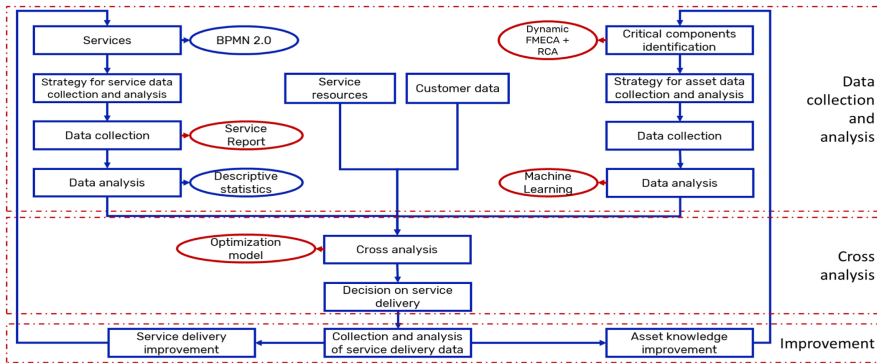 Services
BPMN 2.0
Dynamic
FMECA +
RCA
Critical components
identification
Strategy for service data
collection and analysis
Service
resources
Customer data
Strategy for asset data
collection and analysis
Data
collection
and
analysis
Data collection
Service
Report
Data collection
Data analysis
Descriptive
statistics
Machine
Learning
Data analysis
Optimization
model
Cross analysis
Cross
analysis
Decision on service
delivery
Service delivery
improvement
Collection and analysis
of service delivery data
Asset knowledge
improvement
Improvement